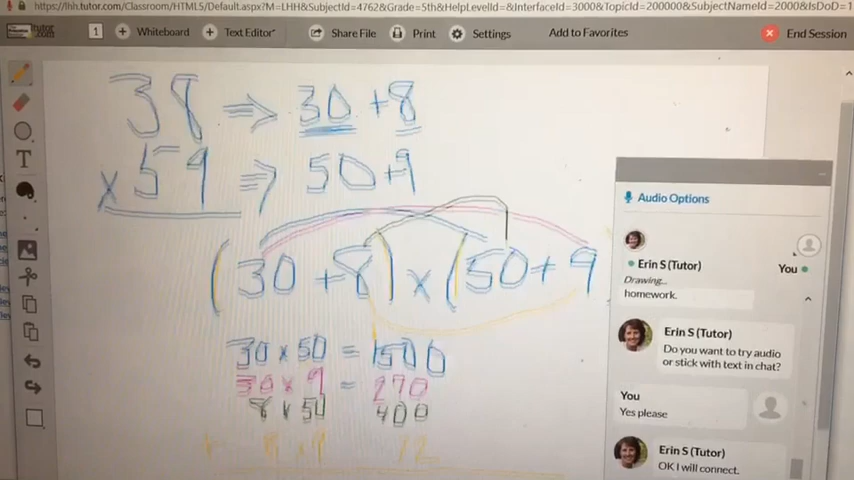 https://lhh.tutor.com/Classroom/HTML5/Default.aspx?M=LHH&SubjectId=4762&Grade=5th&HelpLevelId=&InterfaceId=3000&TopicId=200000&SubjectNameId=2000&IsDoD=1
tutor.com 1 Whiteboard Text Editor* Share File Print Settings Add to Favorites End Session
38 ⇒ 30 + 8
× 59 ⇒ 50 + 9
(30 + 8) × (50 + 9
30 × 50 = 1500
30 × 9 = 270
8 × 50 400
+ 8 × 9 72
T
Audio Options
Erin S (Tutor) You
Drawing...
homework.
Erin S (Tutor)
Do you want to try audio
or stick with text in chat?
You
Yes please
Erin S (Tutor)
OK I will connect.